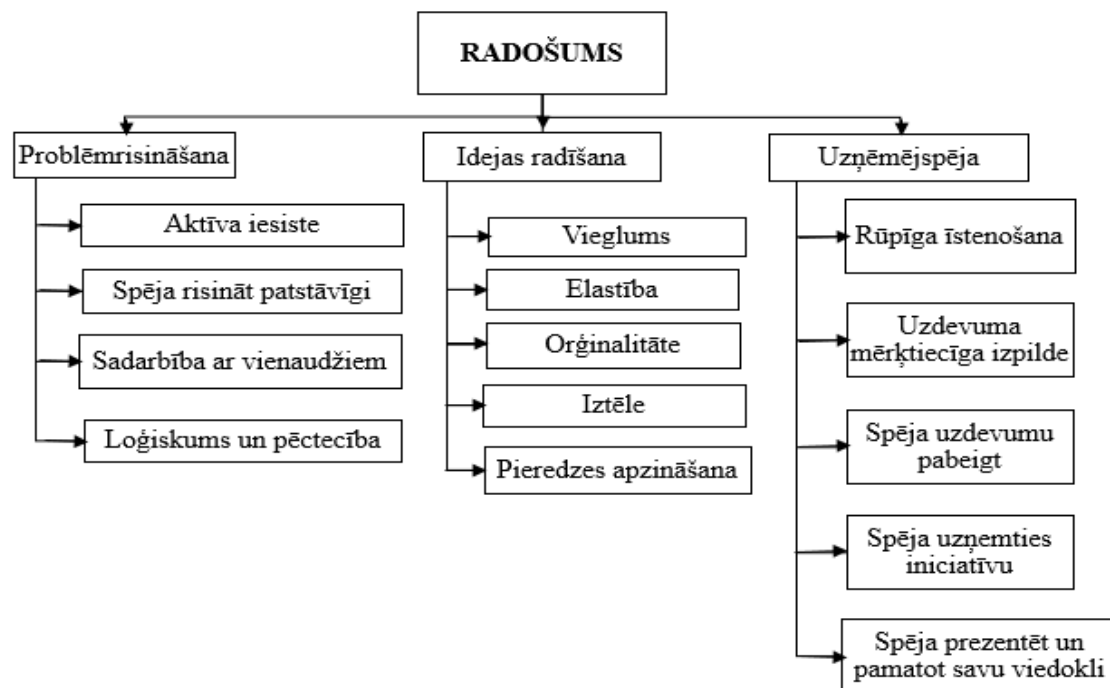 RADOŠUMS
Problēmrisināšana
Aktīva iesiste
Spēja risināt patstāvīgi
Sadarbība ar vienaudžiem
Loģiskums un pēctecība
Idejas radīšana
Vieglums
Elastība
Orģinalitāte
Iztēle
Pieredzes apzināšana
Uzņēmējspēja
Rūpīga īstenošana
Uzdevuma
mērķtiecīga izpilde
Spēja uzdevumu
pabeigt
Spēja uzņemties
iniciatīvu
Spēja prezentēt un
pamatot savu viedokli